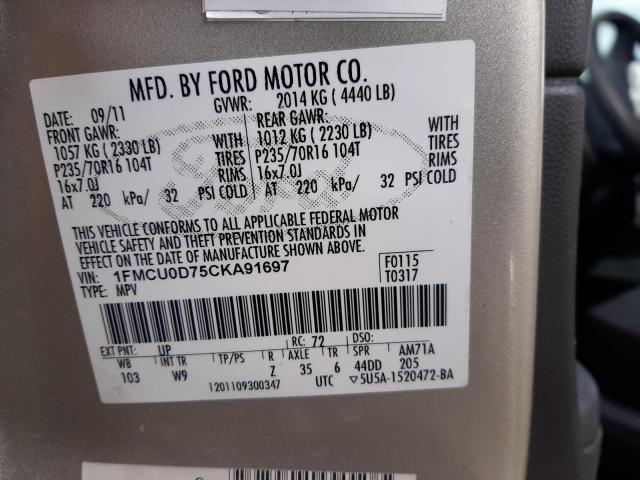 MFD. BY FORD MOTOR CO.
DATE: 09/11 GVWR: 2014 KG ( 4440 LB)
FRONT GAWR: REAR GAWR:
1057 KG ( 2330 LB) WITH 1012 KG ( 2230 LB) WITH
P235/70R16 104T TIRES P235/70R16 104T TIRES
16x7.0J RIMS 16x7.0J RIMS
AT 220 kPa/ 32 PSI COLD AT 220 kPa/ 32 PSI COLD
THIS VEHICLE CONFORMS TO ALL APPLICABLE FEDERAL MOTOR
VEHICLE SAFETY AND THEFT PREVENTION STANDARDS IN
EFFECT ON THE DATE OF MANUFACTURE SHOWN ABOVE.
VIN: 1FMCU0D75CKA91697 F0115
TYPE: MPV T0317
EXT PNT: UP RC: 72 DSO:
WB INT TR TP/PS R AXLE TR SPR AM71A
103 W9 Z 35 6 44DD 205
1201109300347 UTC ▽5U5A-1520472-BA